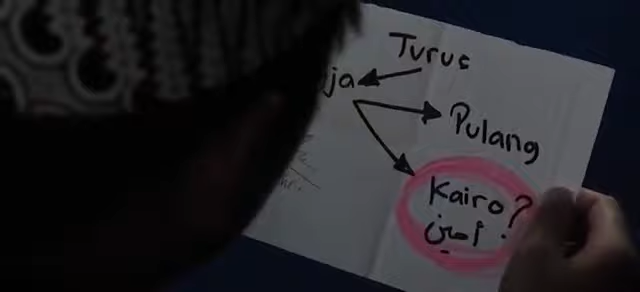 Turus
ja
Pulang
Kairo?
أمين